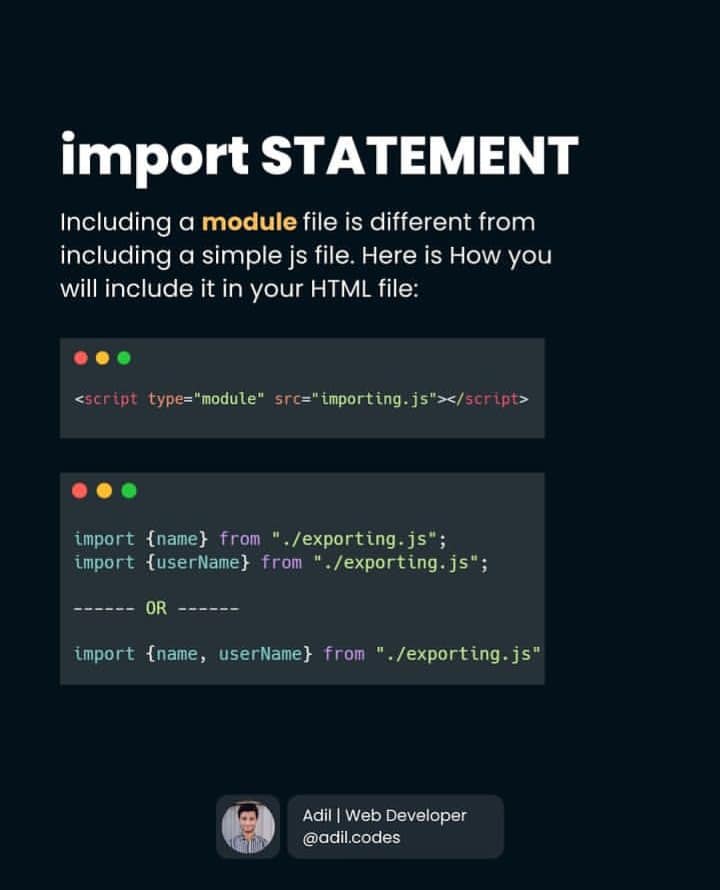 import STATEMENT
Including a module file is different from
including a simple js file. Here is How you
will include it in your HTML file:
<script type="module" src="importing.js"></script>
import {name} from "./exporting.js";
import {userName} from "./exporting.js";
------ OR ------
import {name, userName} from "./exporting.js"
Adil | Web Developer
@adil.codes